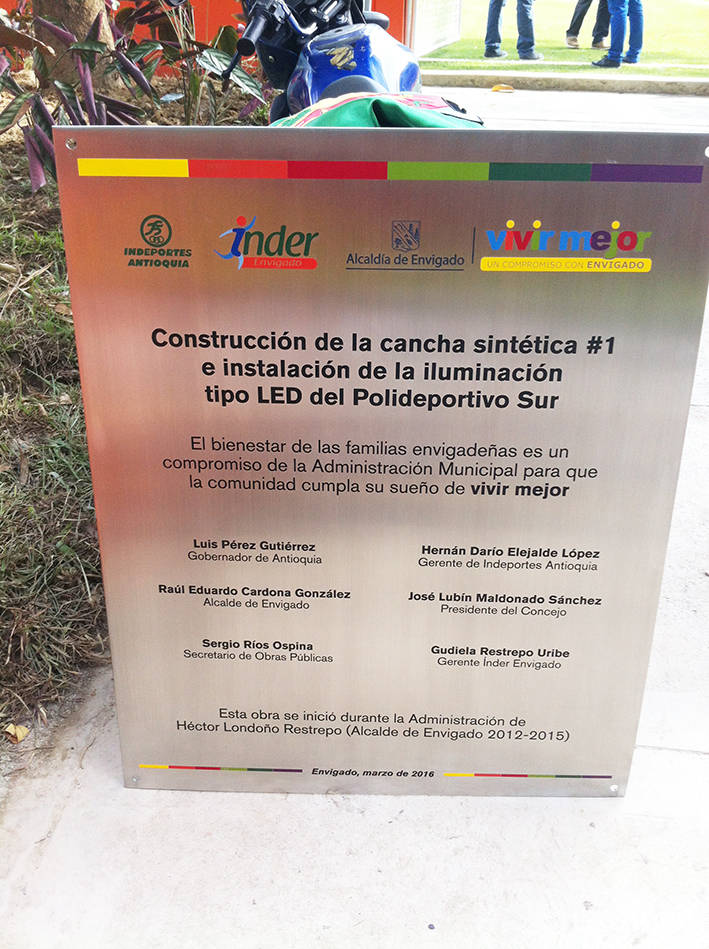 INDEPORTES
ANTIOQUIA
inder
Envigado
Alcaldía de Envigado
vivir mejor
UN COMPROMISO CON ENVIGADO
Construcción de la cancha sintética #1
e instalación de la iluminación
tipo LED del Polideportivo Sur
El bienestar de las familias envigadeñas es un
compromiso de la Administración Municipal para que
la comunidad cumpla su sueño de vivir mejor
Luis Pérez Gutiérrez
Gobernador de Antioquia
Hernán Darío Elejalde López
Gerente de Indeportes Antioquia
Raúl Eduardo Cardona González
Alcalde de Envigado
José Lubín Maldonado Sánchez
Presidente del Concejo
Sergio Ríos Ospina
Secretario de Obras Públicas
Gudiela Restrepo Uribe
Gerente Índer Envigado
Esta obra se inició durante la Administración de
Héctor Londoño Restrepo (Alcalde de Envigado 2012-2015)
Envigado, marzo de 2016